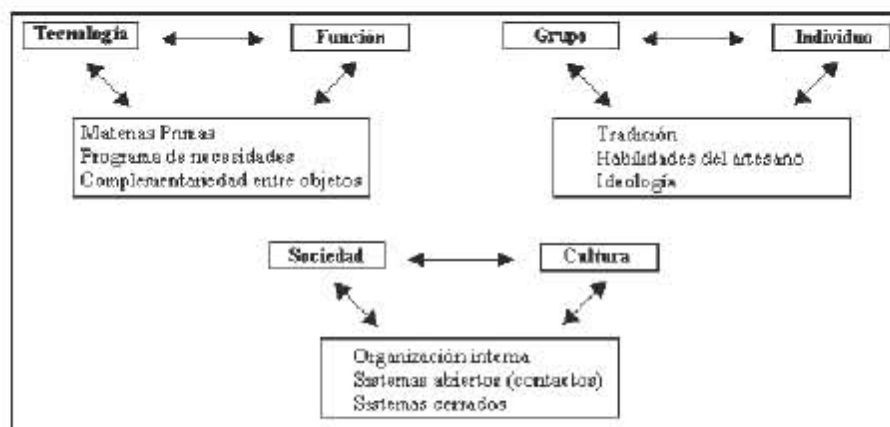 Tecnología
Función
Materias Primas
Programa de necesidades
Complementariedad entre objetos
Grupo
Individuo
Tradición
Habilidades del artesano
Ideología
Sociedad
Cultura
Organización interna
Sistemas abiertos (contactos)
Sistemas cerrados